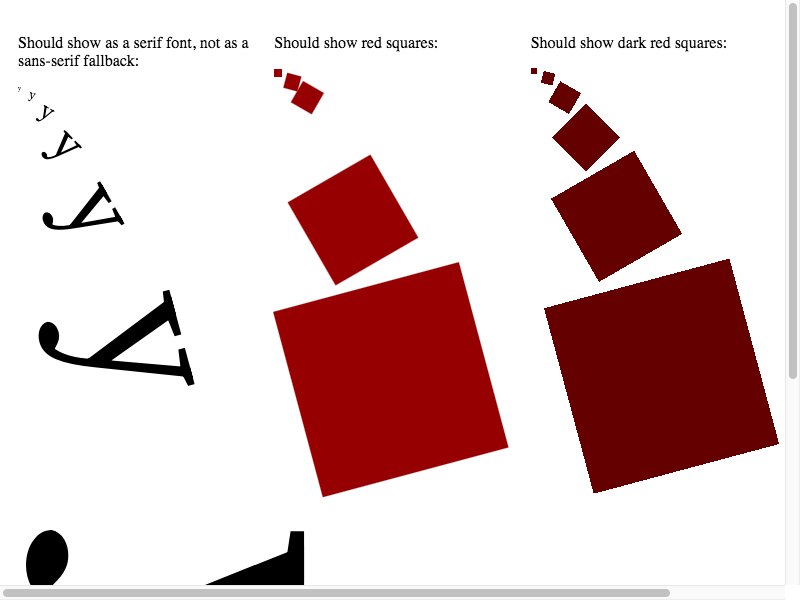 Should show as a serif font, not as a
sans-serif fallback:
y
y
y
y
y
y
Should show red squares:
Should show dark red squares: